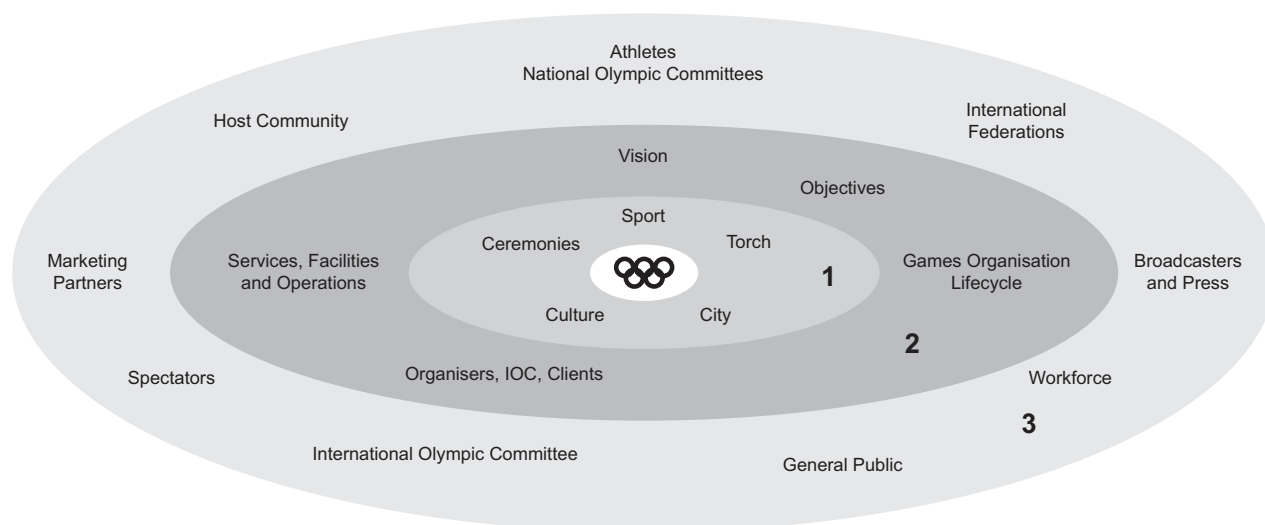 Athletes
National Olympic Committees
International
Federations
Host Community
Vision
Objectives
Sport
Torch
Ceremonies
Marketing
Partners
Services, Facilities
and Operations
1
Games Organisation
Lifecycle
Broadcasters
and Press
Culture
City
2
Spectators
Organisers, IOC, Clients
Workforce
3
International Olympic Committee
General Public